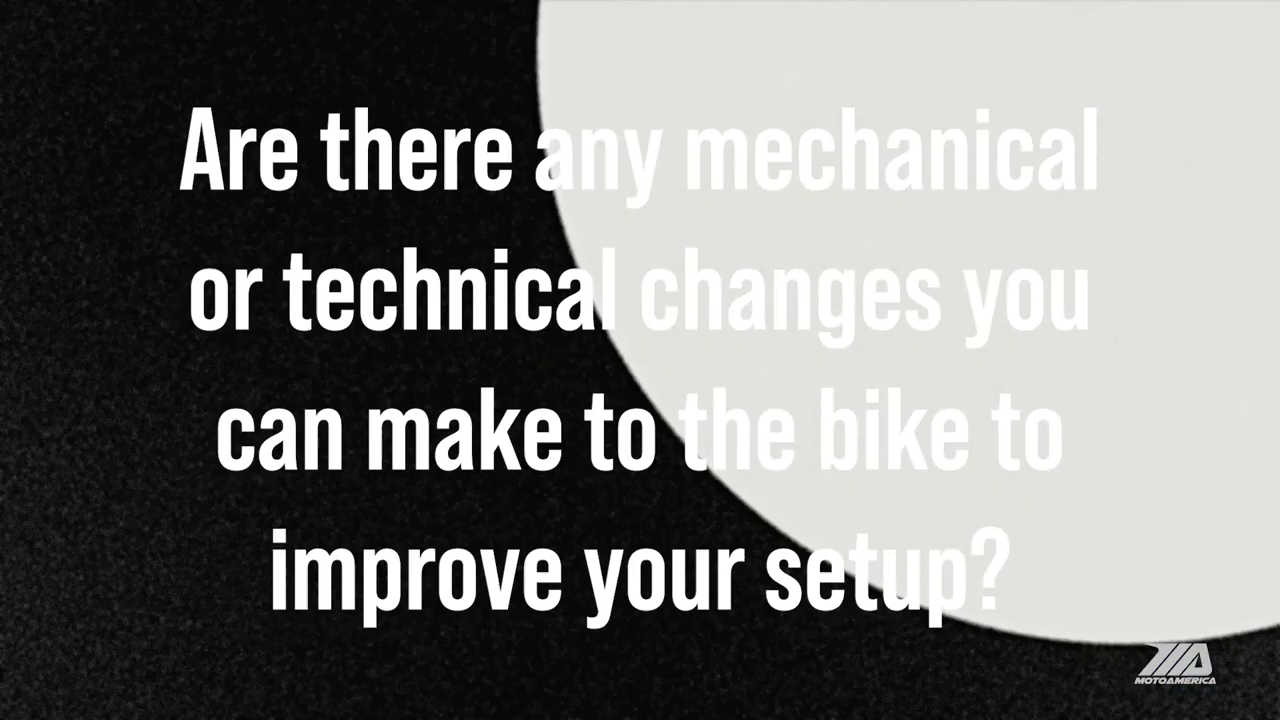 Are there any mechanical
or technical changes you
can make to the bike to
improve your setup?
MOTOAMERICA